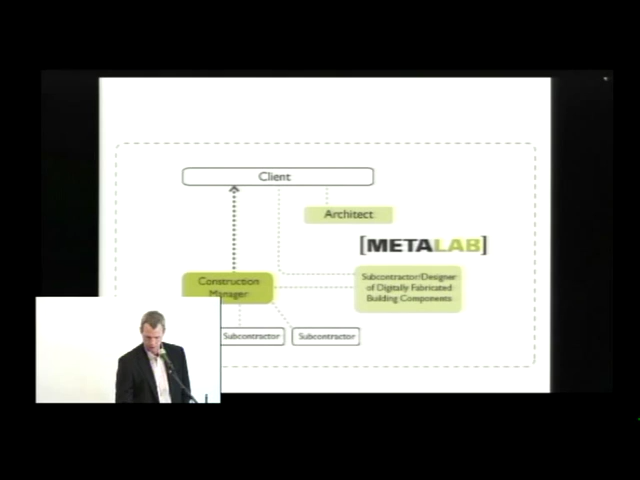 Client
Architect
[METALAB]
Construction
Manager
Subcontractor/Designer
of Digitally Fabricated
Building Components
Subcontractor
Subcontractor